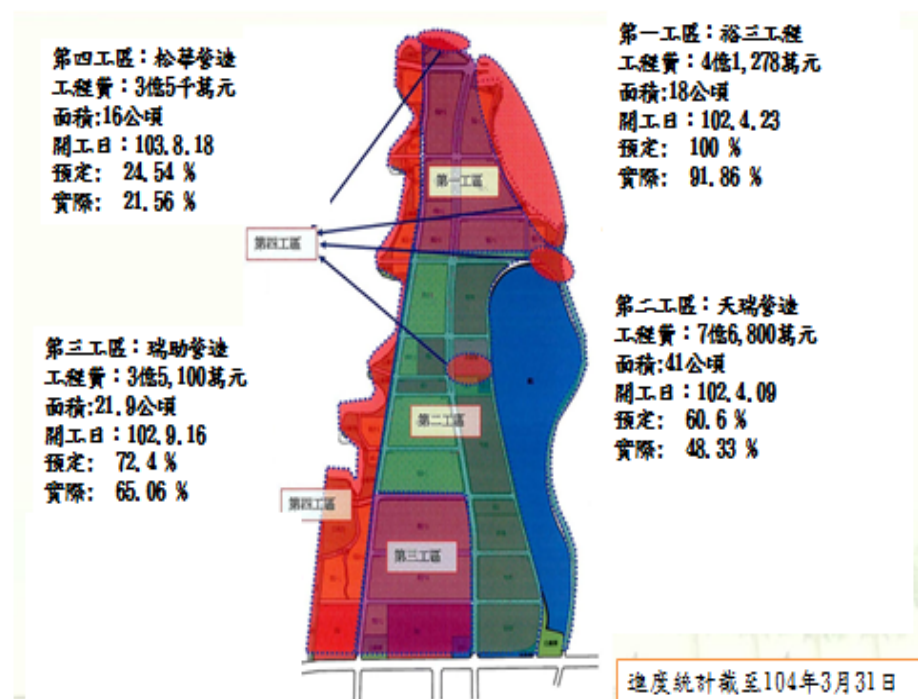 第四工區：松華營造
工程費：3億5千萬元
面積:16公頃
開工日：103.8.18
預定: 24.54 %
實際: 21.56 %
第一工區：裕三工程
工程費：4億1,278萬元
面積:18公頃
開工日：102.4.23
預定: 100 %
實際: 91.86 %
第一工區
第四工區
第三工區：瑞助營造
工程費：3億5,100萬元
面積:21.9公頃
開工日：102.9.16
預定: 72.4 %
實際: 65.06 %
第二工區：天瑞營造
工程費：7億6,800萬元
面積:41公頃
開工日：102.4.09
預定: 60.6 %
實際: 48.33 %
第二工區
第四工區
第三工區
進度統計截至104年3月31日